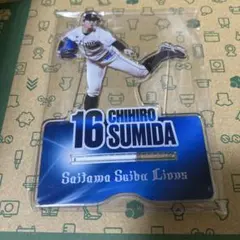 16
CHIHIRO
SUMIDA
Saitama Seibu Lions